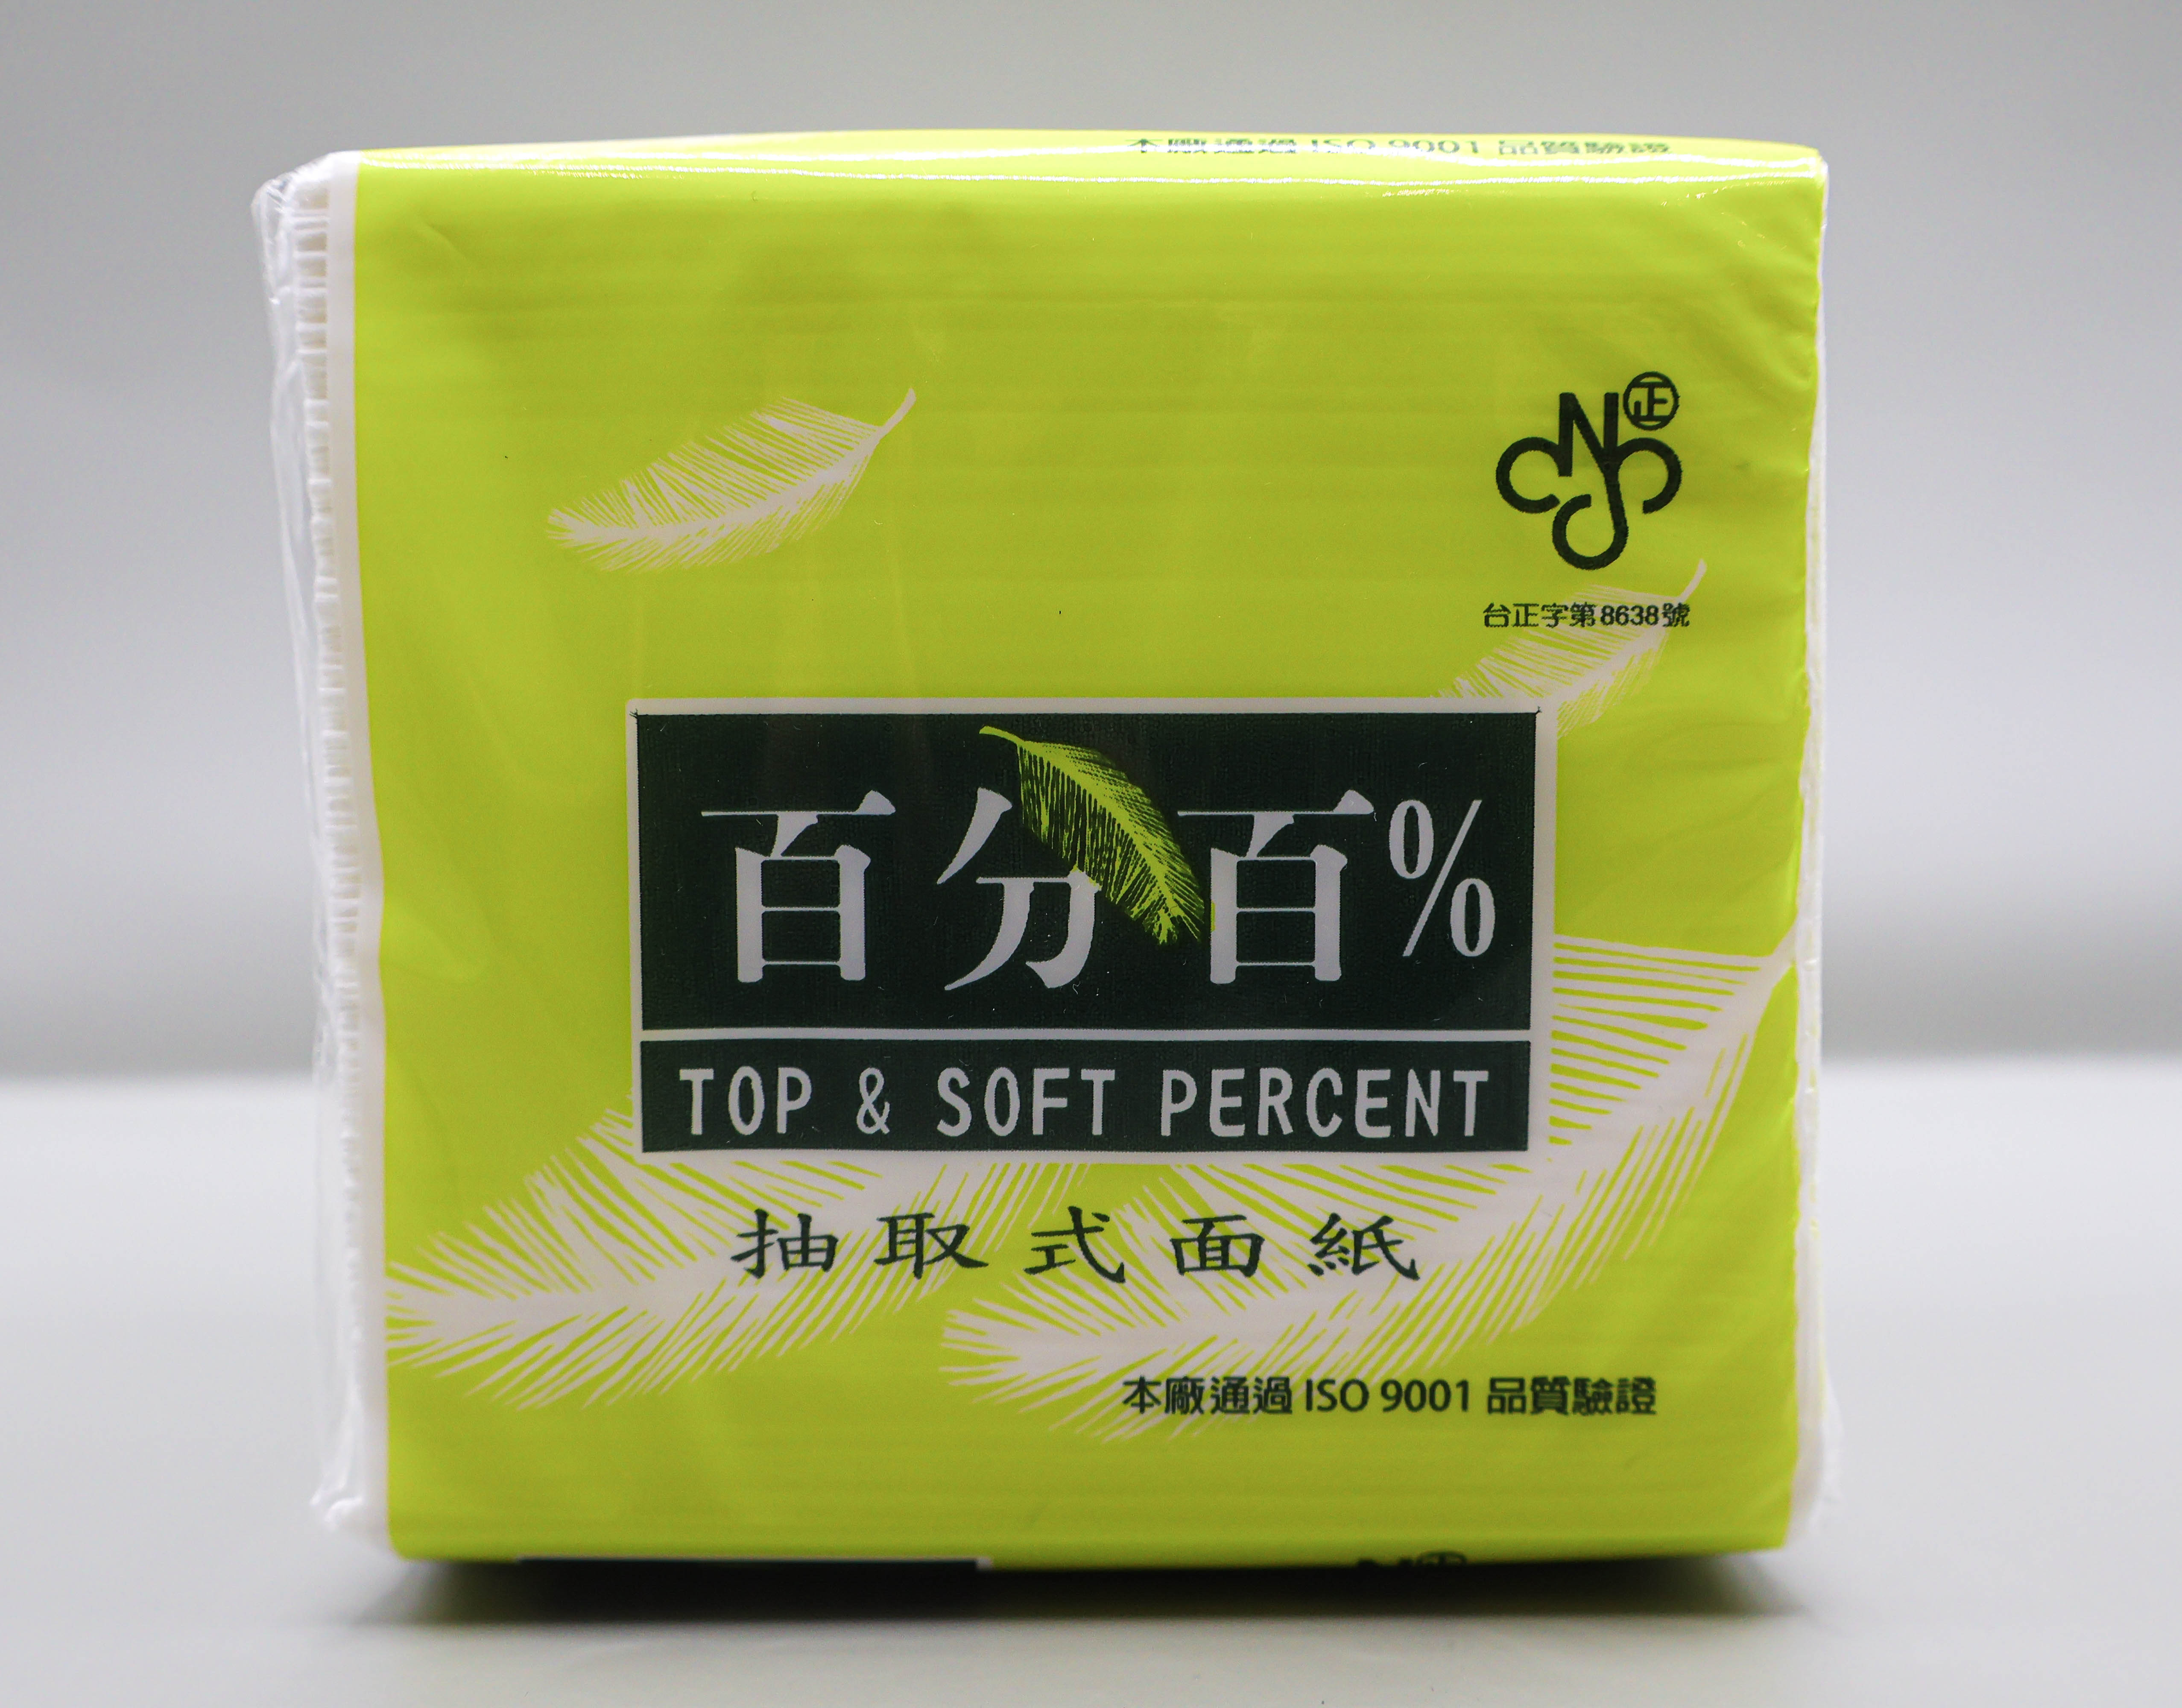 本廠通過 ISO 9001 品質驗證
CNS 正
台正字第8638號
百分百%
TOP & SOFT PERCENT
抽取式面紙
本廠通過 ISO 9001 品質驗證